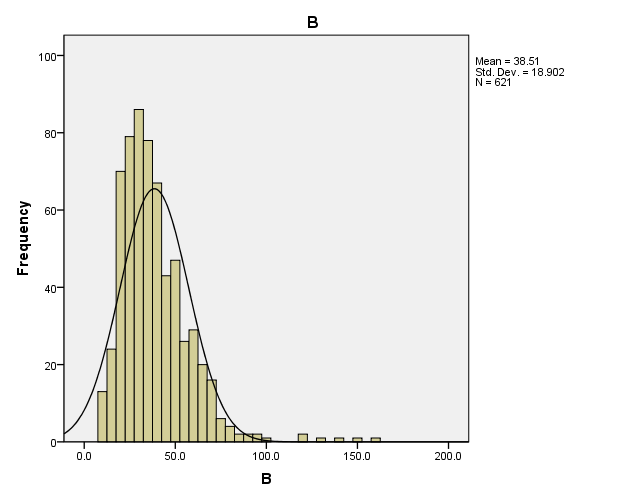 B
Mean = 38.51
Std. Dev. = 18.902
N = 621
100
80
60
40
20
0
Frequency
0.0 50.0 100.0 150.0 200.0
B